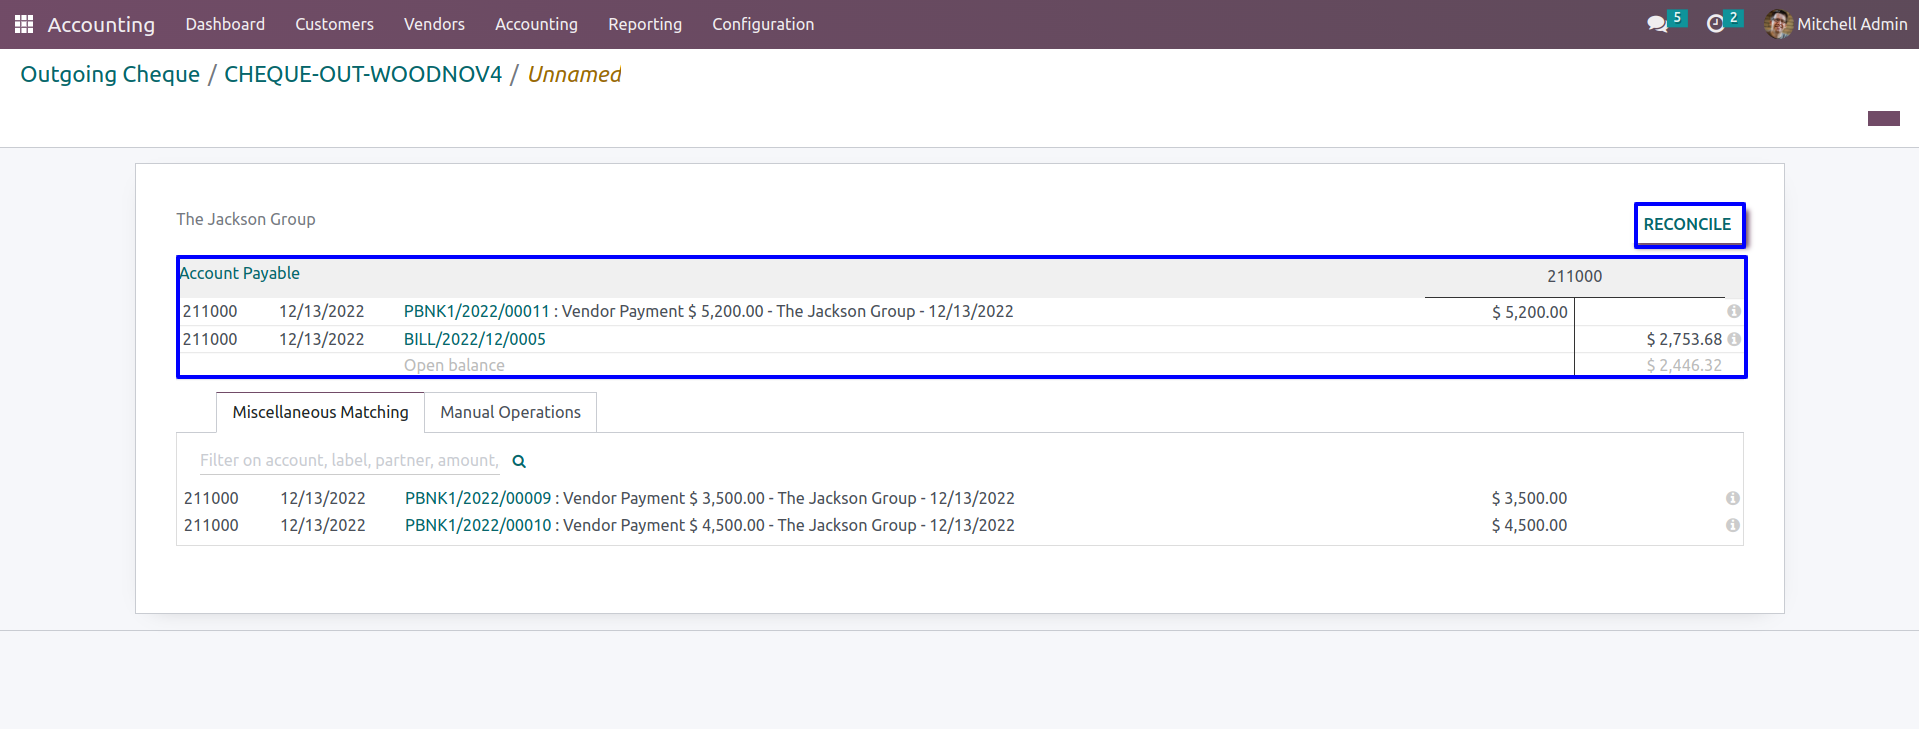 Accounting Dashboard Customers Vendors Accounting Reporting Configuration 5 2 Mitchell Admin
Outgoing Cheque / CHEQUE-OUT-WOODNOV4 / Unnamed
The Jackson Group
RECONCILE
Account Payable 211000
211000 12/13/2022 PBNK1/2022/00011 : Vendor Payment $ 5,200.00 - The Jackson Group - 12/13/2022 $ 5,200.00
211000 12/13/2022 BILL/2022/12/0005 $ 2,753.68
Open balance $ 2,446.32
Miscellaneous Matching Manual Operations
Filter on account, label, partner, amount,
211000 12/13/2022 PBNK1/2022/00009 : Vendor Payment $ 3,500.00 - The Jackson Group - 12/13/2022 $ 3,500.00
211000 12/13/2022 PBNK1/2022/00010 : Vendor Payment $ 4,500.00 - The Jackson Group - 12/13/2022 $ 4,500.00